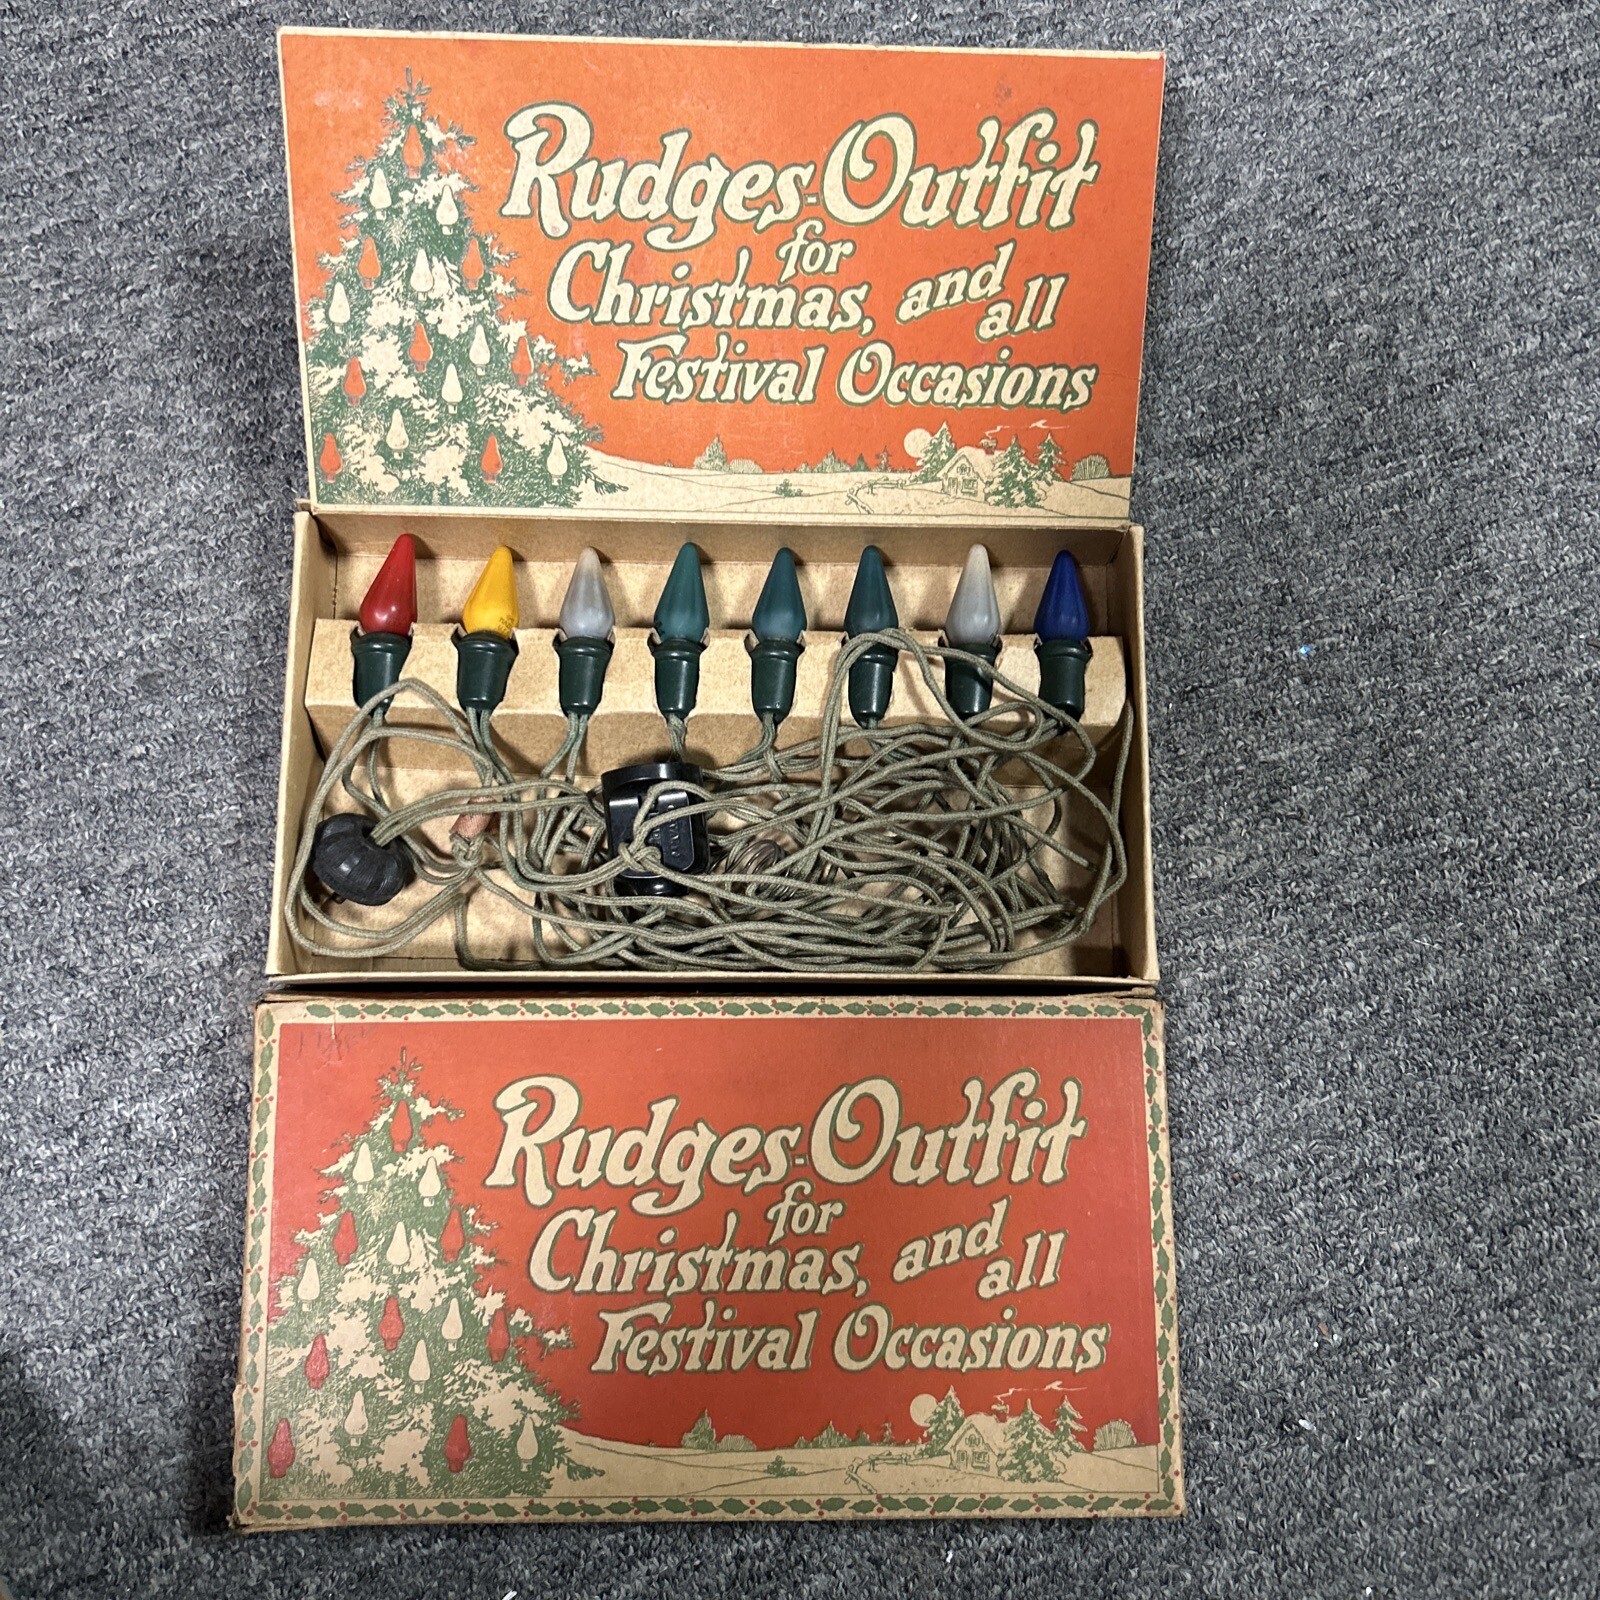 Rudges-Outfit
for
Christmas, and all
Festival Occasions
Rudges-Outfit
for
Christmas, and all
Festival Occasions